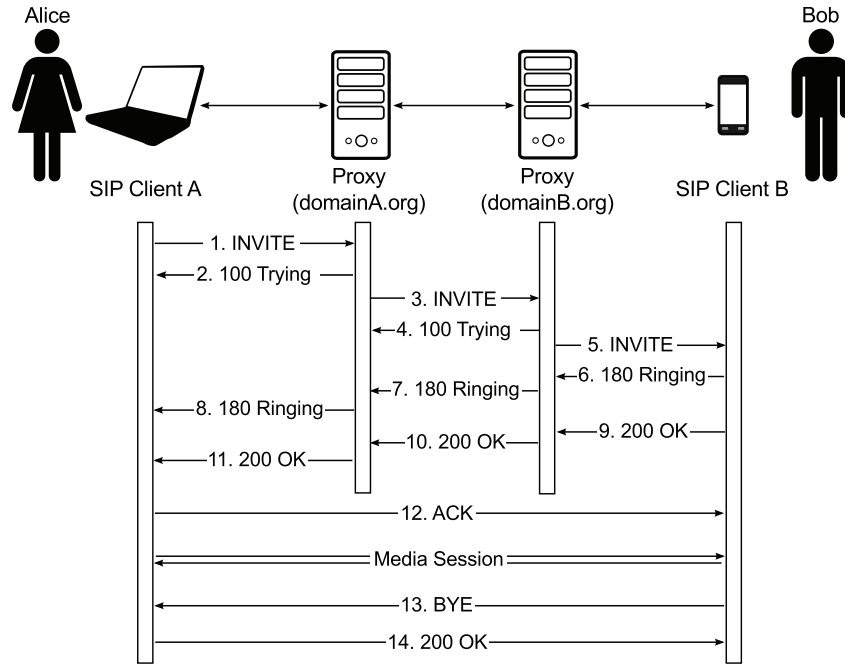 Alice
Bob
SIP Client A
Proxy
(domainA.org)
Proxy
(domainB.org)
SIP Client B
1. INVITE
2. 100 Trying
3. INVITE
4. 100 Trying
5. INVITE
6. 180 Ringing
7. 180 Ringing
8. 180 Ringing
9. 200 OK
10. 200 OK
11. 200 OK
12. ACK
Media Session
13. BYE
14. 200 OK